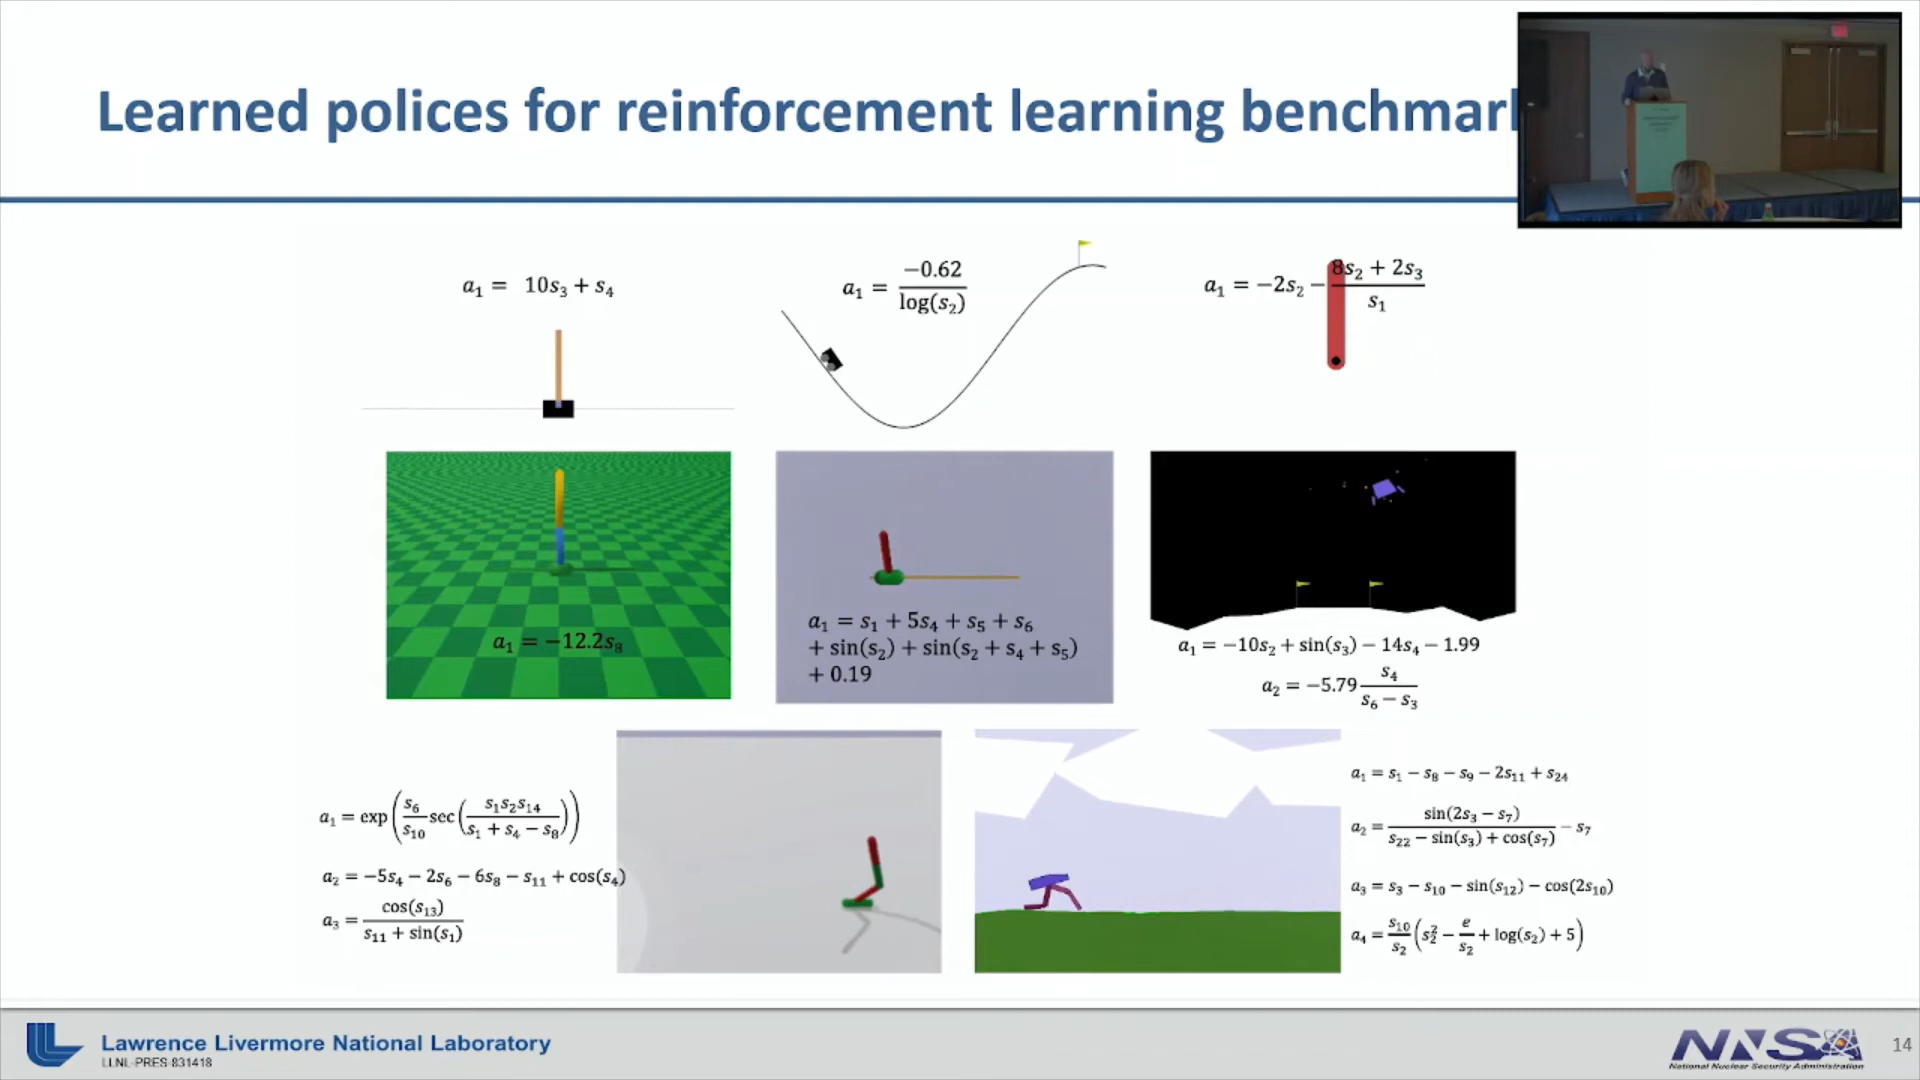 Learned polices for reinforcement learning benchmar
a₁ = 10s₃ + s₄
a₁ = −0.62 / log(s₂)
a₁ = −2s₂ − (8s₂ + 2s₃) / s₁
a₁ = −12.2s₈
a₁ = s₁ + 5s₄ + s₅ + s₆
+ sin(s₂) + sin(s₂ + s₄ + s₅)
+ 0.19
a₁ = −10s₂ + sin(s₃) − 14s₄ − 1.99
a₂ = −5.79 s₄ / (s₆ − s₃)
a₁ = exp(s₆/s₁₀ sec(s₁s₂s₁₄ / (s₁ + s₄ − s₈)))
a₂ = −5s₄ − 2s₆ − 6s₈ − s₁₁ + cos(s₄)
a₃ = cos(s₁₃) / (s₁₁ + sin(s₁))
a₁ = s₁ − s₈ − s₉ − 2s₁₁ + s₂₄
a₂ = sin(2s₃ − s₇) / (s₂₂ − sin(s₃) + cos(s₇)) − s₇
a₃ = s₃ − s₁₀ − sin(s₁₂) − cos(2s₁₀)
a₄ = s₁₀/s₂ (s₂² − e/s₂ + log(s₂) + 5)
Lawrence Livermore National Laboratory
LLNL-PRES-831418
NNSA
National Nuclear Security Administration
14